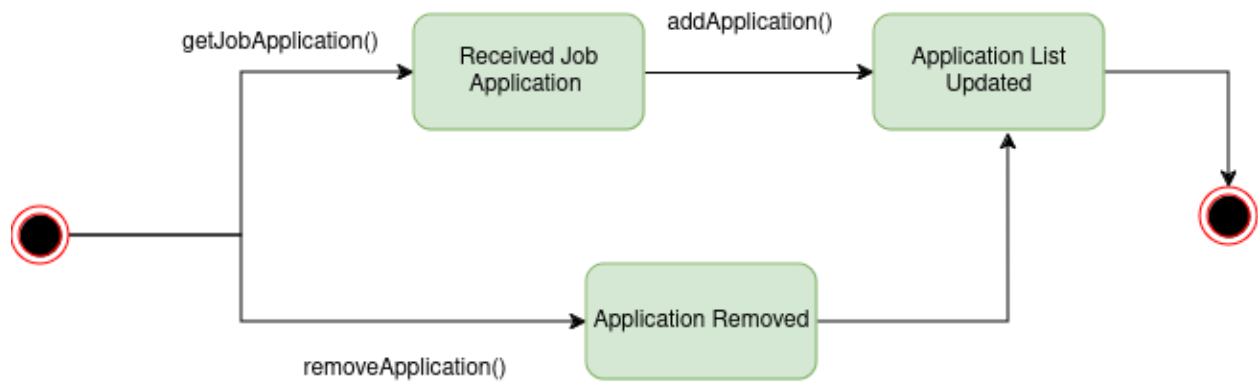 getJobApplication()
Received Job
Application
addApplication()
Application List
Updated
Application Removed
removeApplication()